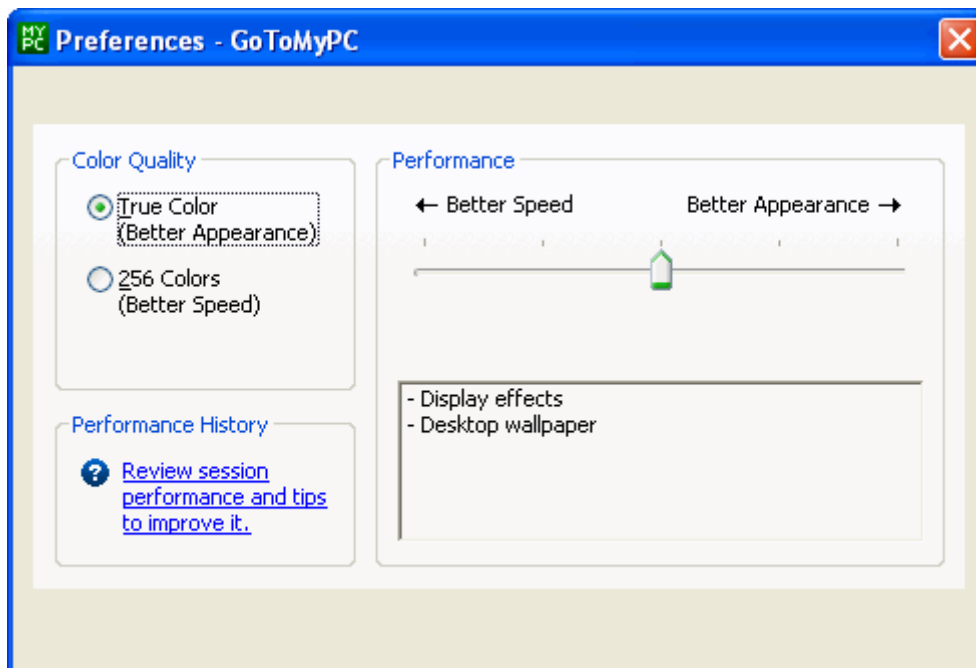 MY
PC
Preferences - GoToMyPC
Color Quality
True Color
(Better Appearance)
256 Colors
(Better Speed)
Performance History
?
Review session
performance and tips
to improve it.
Performance
← Better Speed
Better Appearance →
- Display effects
- Desktop wallpaper